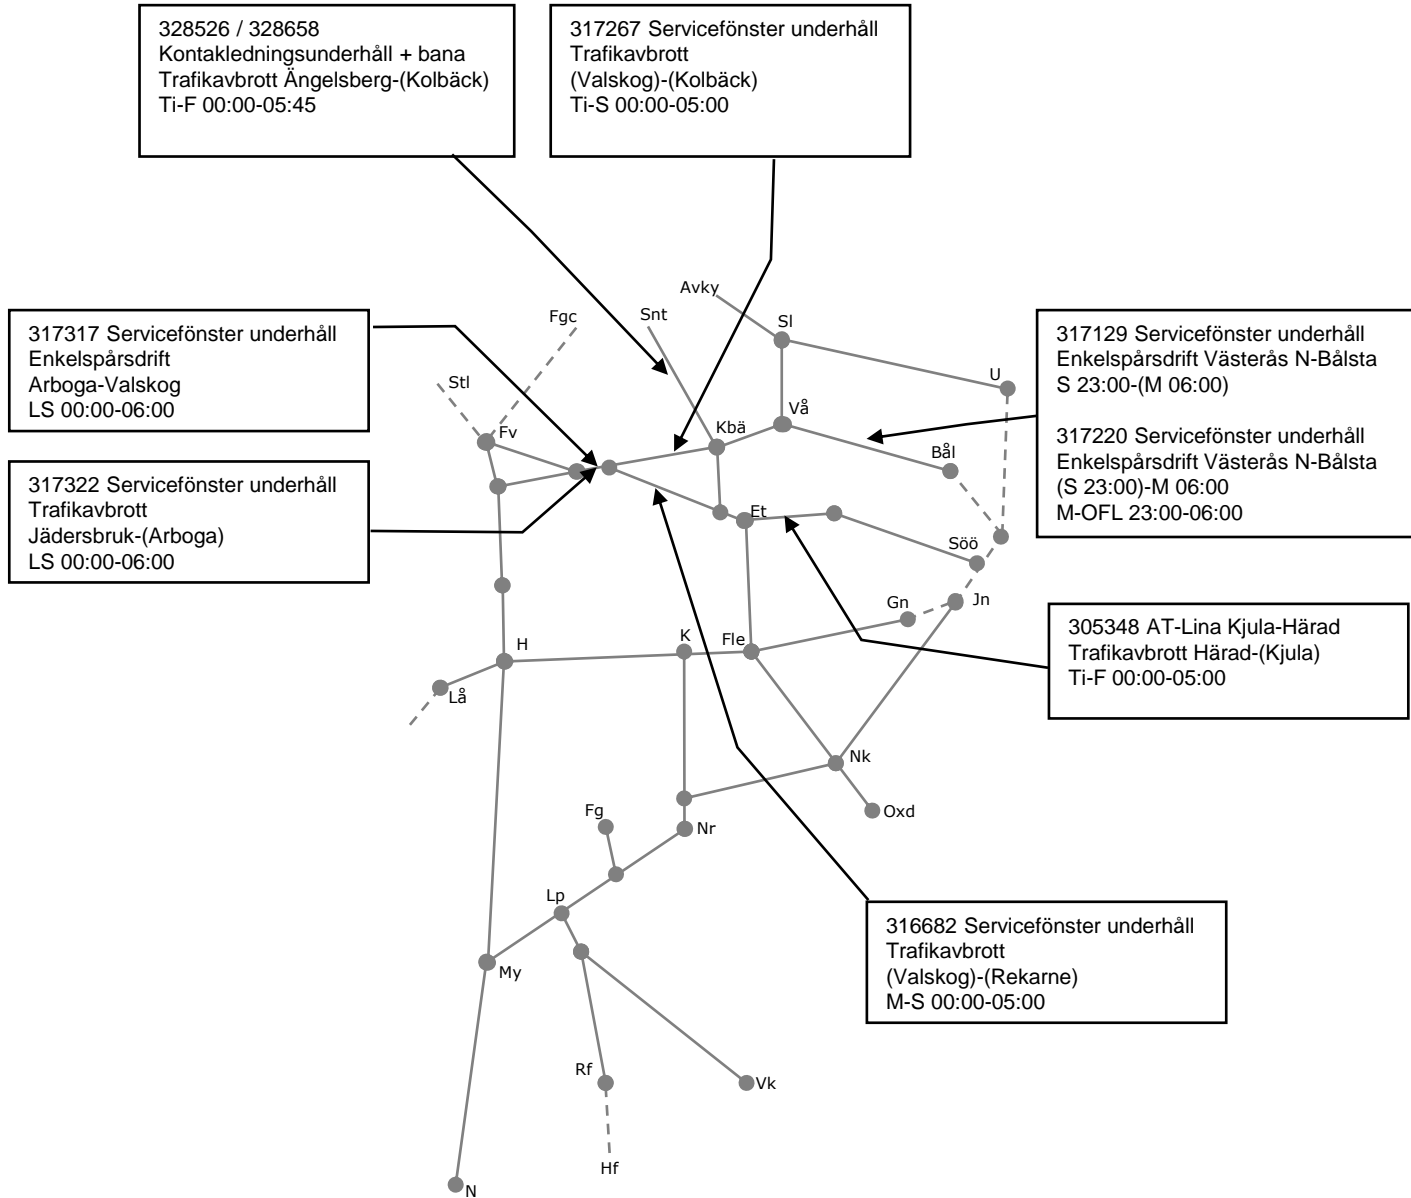 328526 / 328658
Kontakledningsunderhåll + bana
Trafikavbrott Ängelsberg-(Kolbäck)
Ti-F 00:00-05:45
317267 Servicefönster underhåll
Trafikavbrott
(Valskog)-(Kolbäck)
Ti-S 00:00-05:00
317317 Servicefönster underhåll
Enkelspårsdrift
Arboga-Valskog
LS 00:00-06:00
317322 Servicefönster underhåll
Trafikavbrott
Jädersbruk-(Arboga)
LS 00:00-06:00
317129 Servicefönster underhåll
Enkelspårsdrift Västerås N-Bålsta
S 23:00-(M 06:00)
317220 Servicefönster underhåll
Enkelspårsdrift Västerås N-Bålsta
(S 23:00)-M 06:00
M-OFL 23:00-06:00
305348 AT-Lina Kjula-Härad
Trafikavbrott Härad-(Kjula)
Ti-F 00:00-05:00
316682 Servicefönster underhåll
Trafikavbrott
(Valskog)-(Rekarne)
M-S 00:00-05:00
Avky
Fgc
Snt
Sl
U
Stl
Vå
Fv
Kbä
Bål
Et
Söö
Gn
Jn
H
K
Fle
Lå
Nk
Fg
Nr
Oxd
Lp
My
Rf
Vk
Hf
N